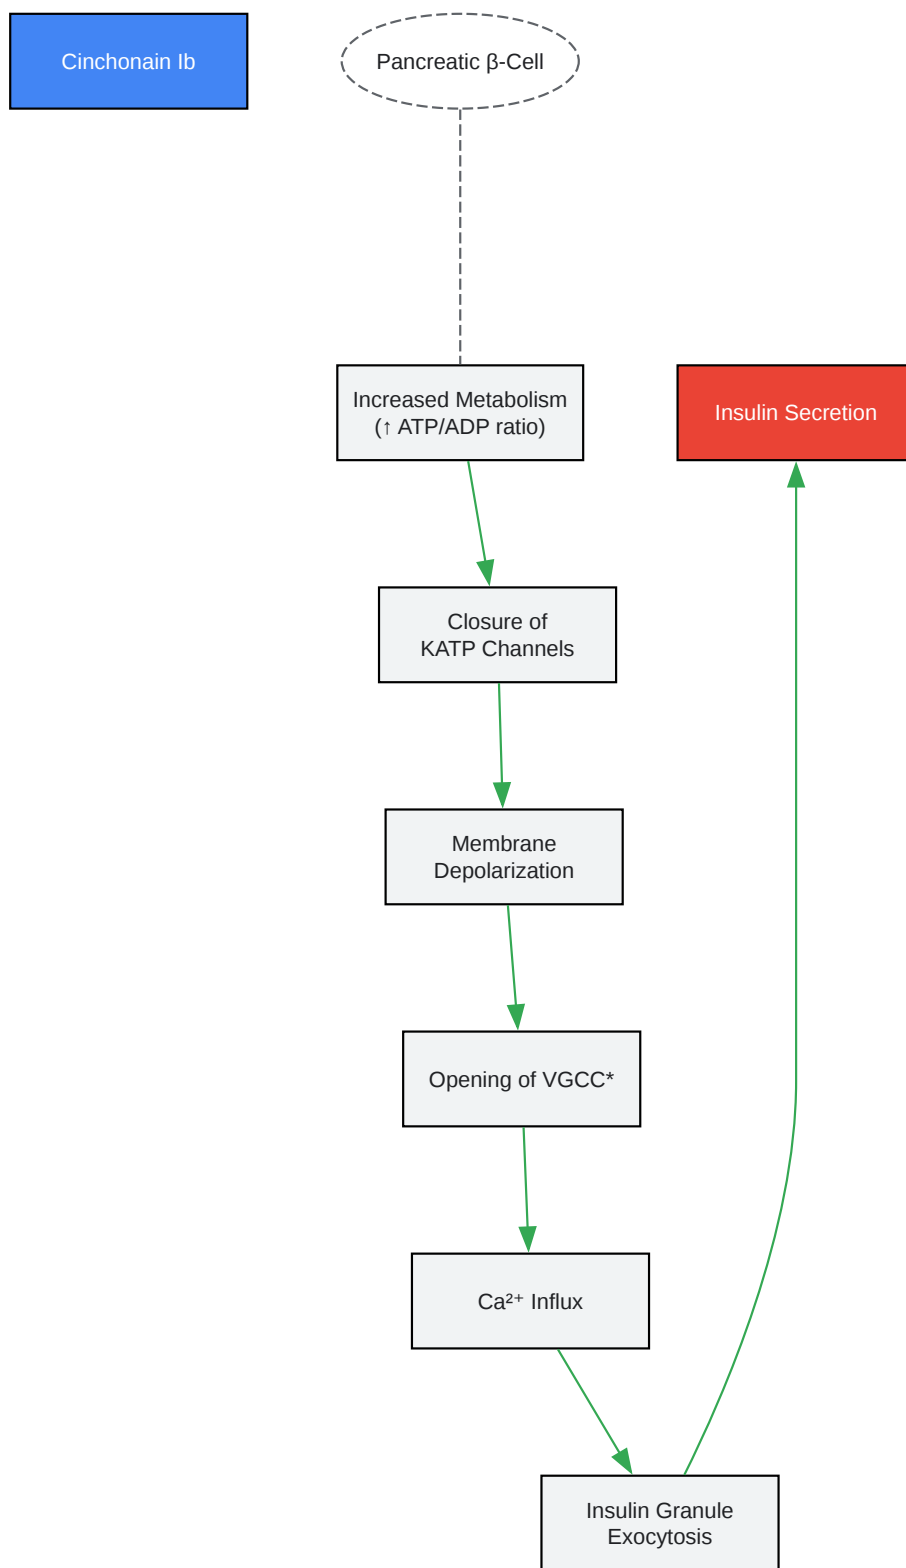 Cinchonain Ib
Pancreatic β-Cell
Increased Metabolism
(↑ ATP/ADP ratio)
Insulin Secretion
Closure of
KATP Channels
Membrane
Depolarization
Opening of VGCC*
Ca²⁺ Influx
Insulin Granule
Exocytosis